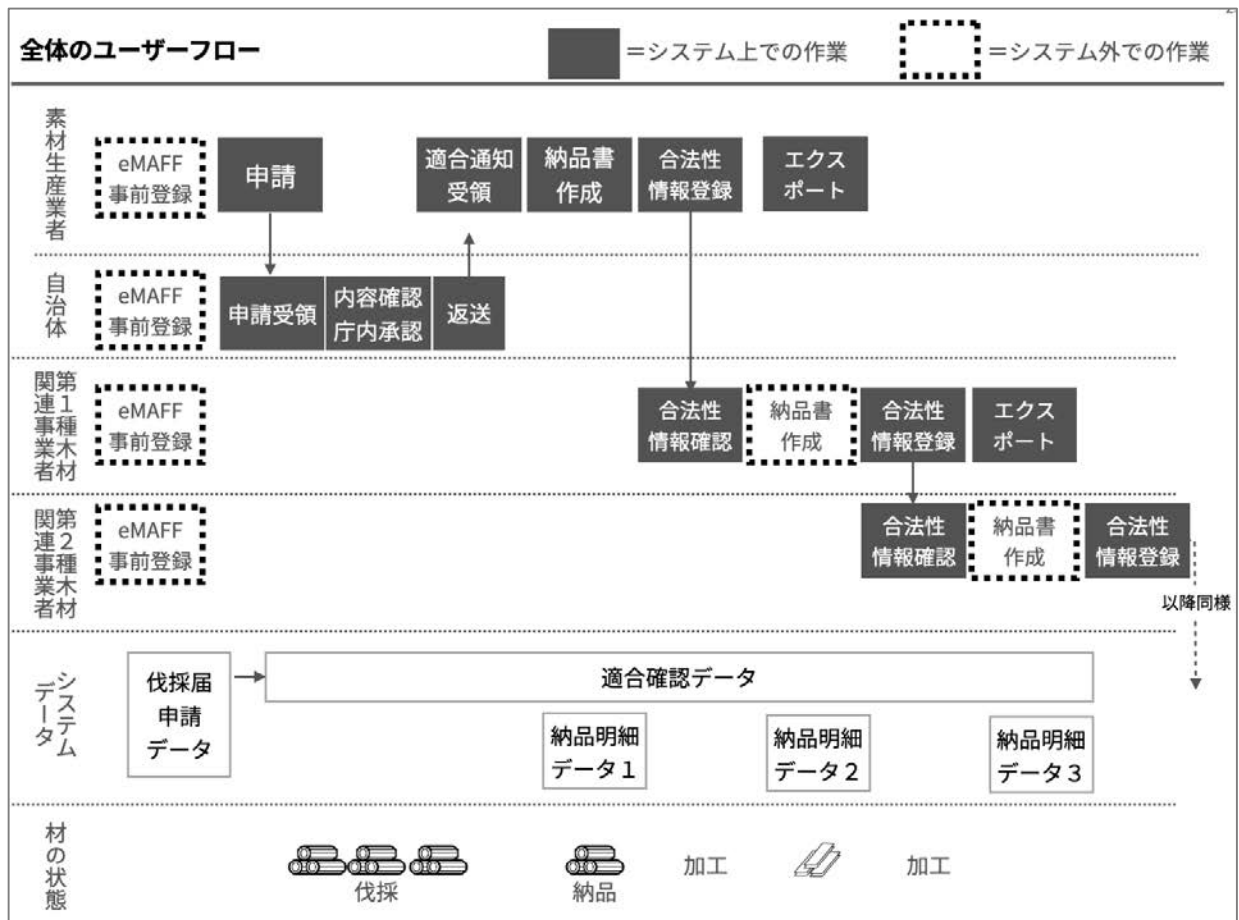 全体のユーザーフロー
＝システム上での作業
＝システム外での作業
素材生産業者
eMAFF
事前登録
申請
適合通知
受領
納品書
作成
合法性
情報登録
エクス
ポート
自治体
eMAFF
事前登録
申請受領
内容確認
庁内承認
返送
第1種木材
関連事業者
eMAFF
事前登録
合法性
情報確認
納品書
作成
合法性
情報登録
エクス
ポート
第2種木材
関連事業者
eMAFF
事前登録
合法性
情報確認
納品書
作成
合法性
情報登録
以降同様
システム
データ
伐採届
申請
データ
適合確認データ
納品明細
データ１
納品明細
データ２
納品明細
データ３
材の状態
伐採
納品
加工
加工